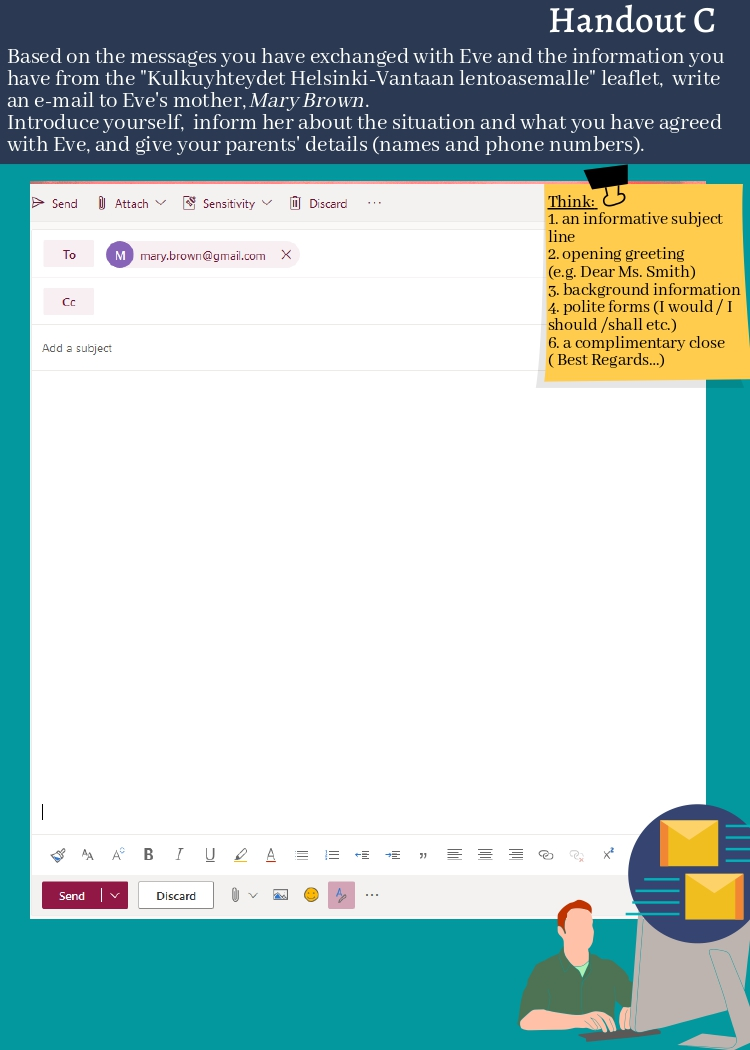 Handout C
Based on the messages you have exchanged with Eve and the information you
have from the "Kulkuyhteydet Helsinki-Vantaan lentoasemalle" leaflet, write
an e-mail to Eve's mother, Mary Brown.
Introduce yourself, inform her about the situation and what you have agreed
with Eve, and give your parents' details (names and phone numbers).
Send Attach Sensitivity Discard ...
To M mary.brown@gmail.com X
Cc
Add a subject
Think:
1. an informative subject
line
2. opening greeting
(e.g. Dear Ms. Smith)
3. background information
4. polite forms (I would / I
should /shall etc.)
6. a complimentary close
( Best Regards...)
AA A B I U A " x²
Send Discard A ...